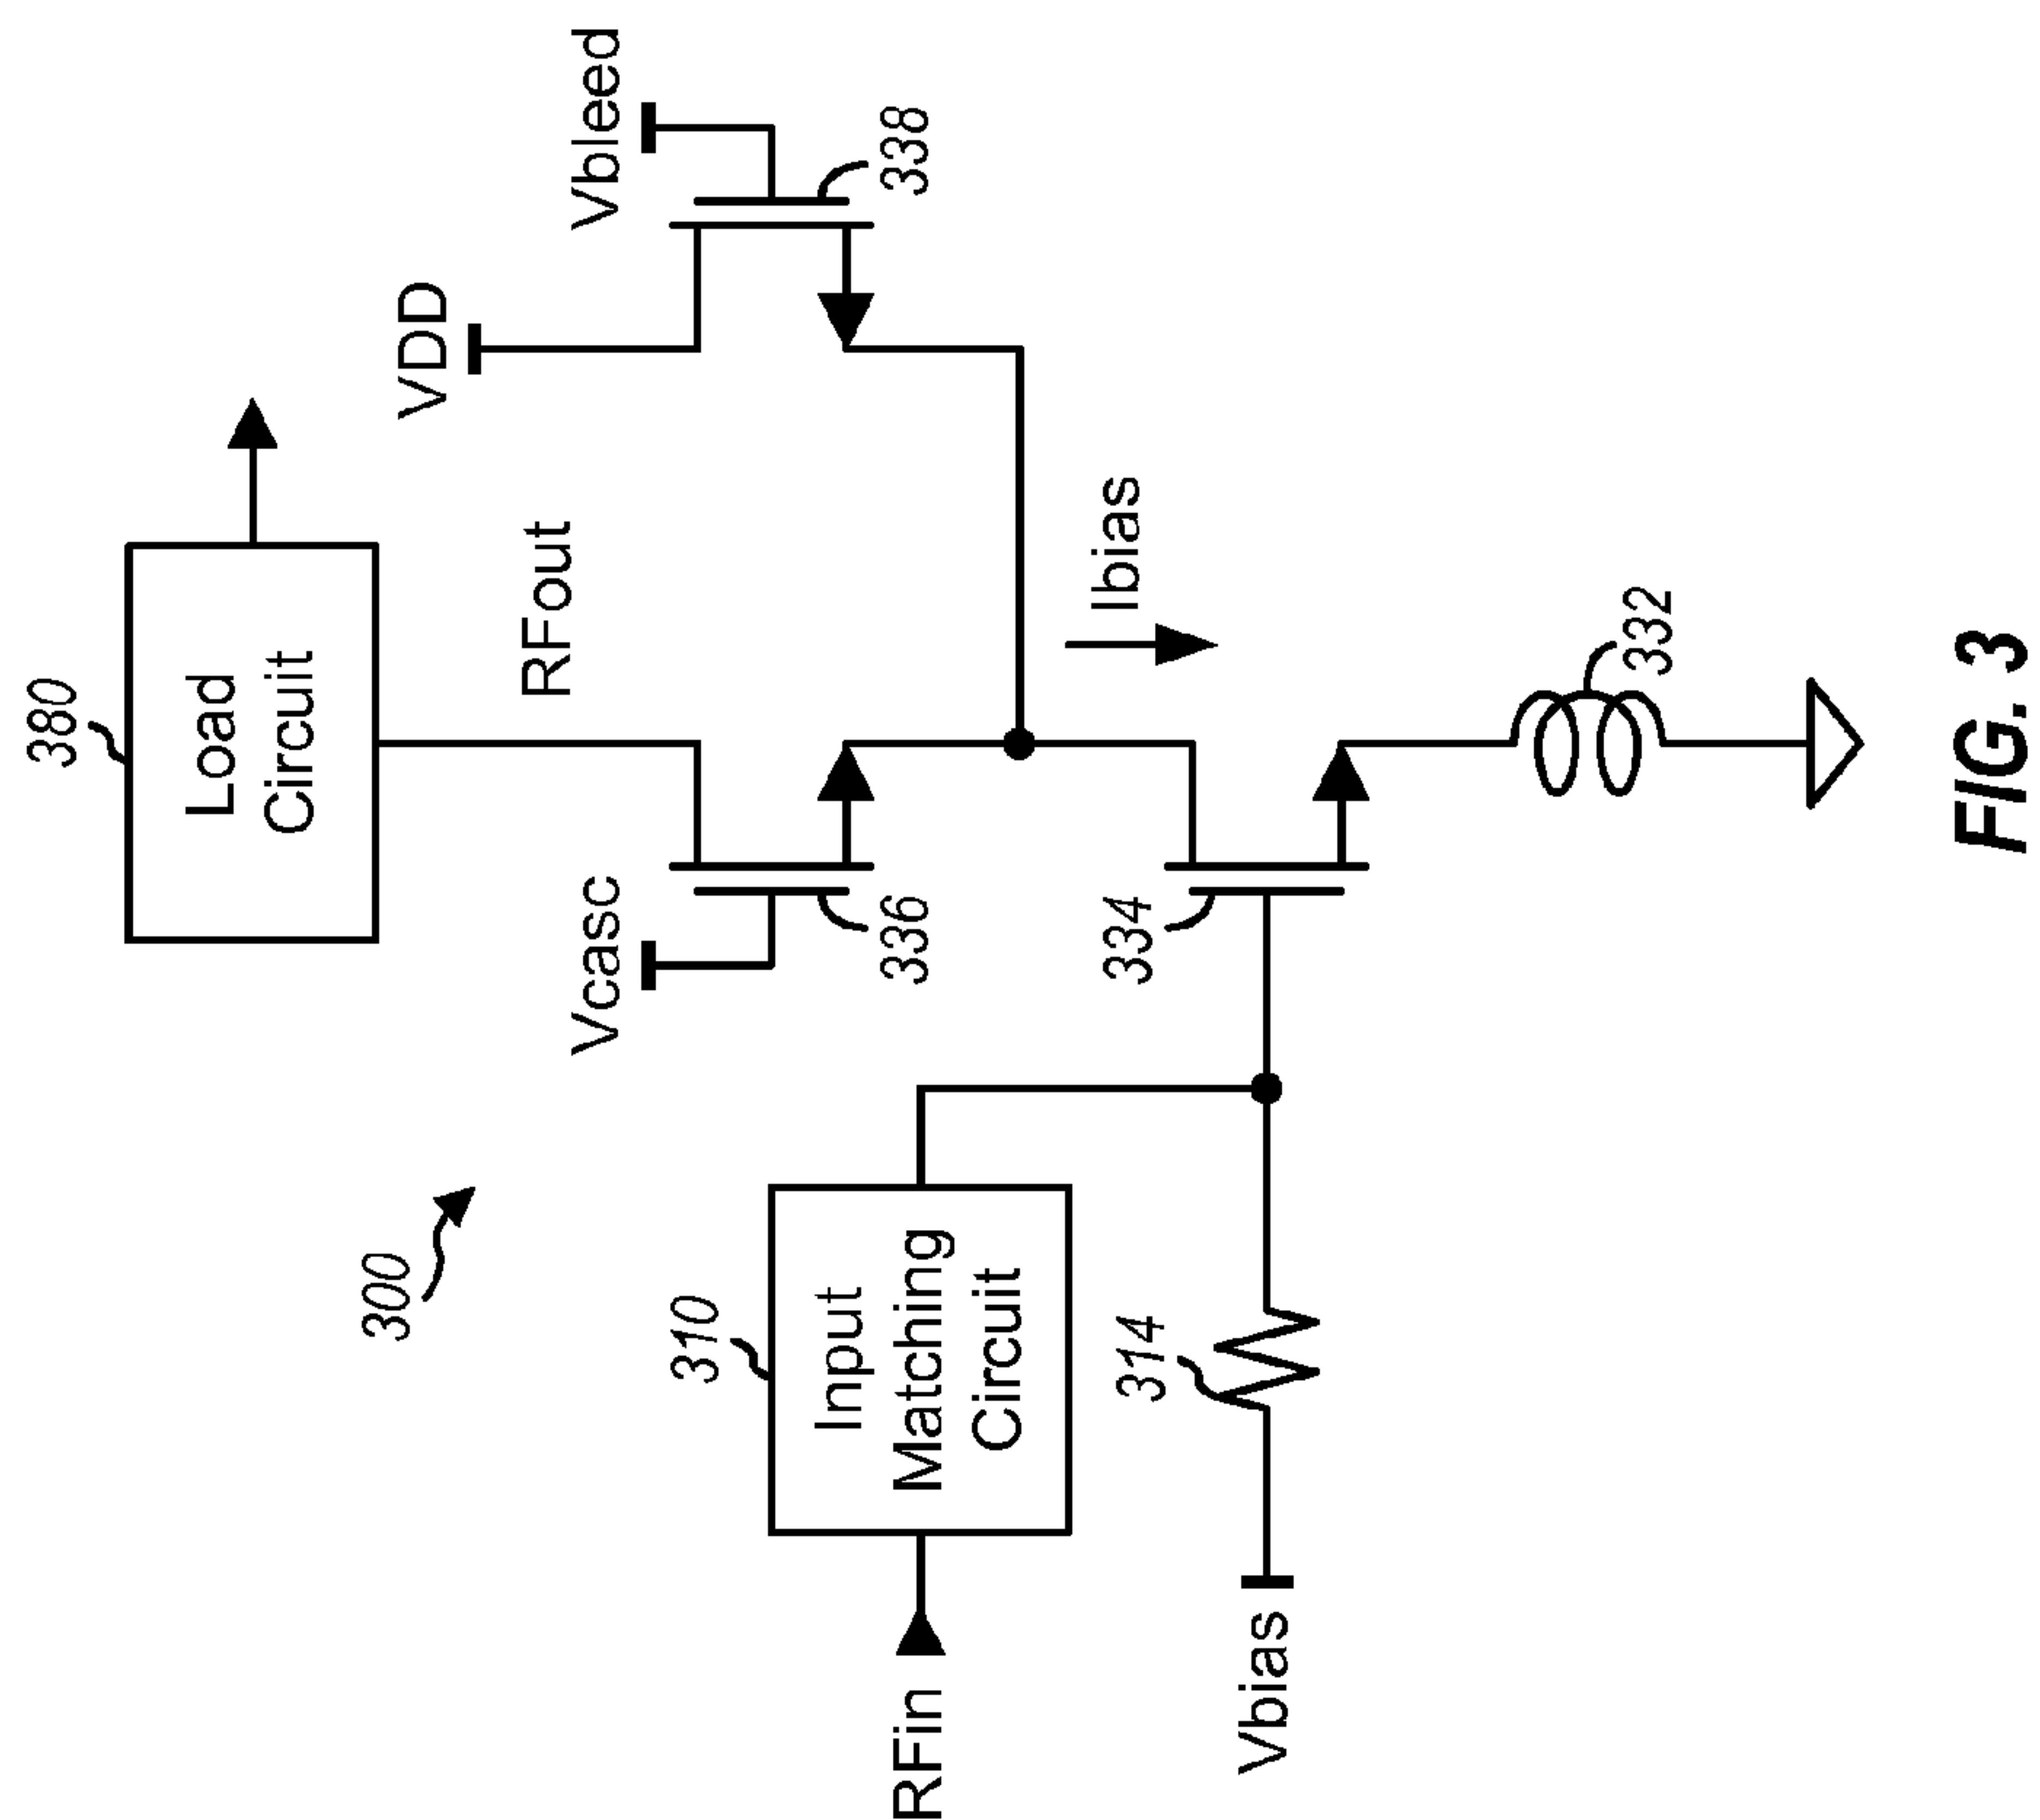 380
Load
Circuit
VDD
300
RFout
Vcasc
Vbleed
336
338
310
RFin
Input
Matching
Circuit
334
Ibias
314
Vbias
332
FIG. 3